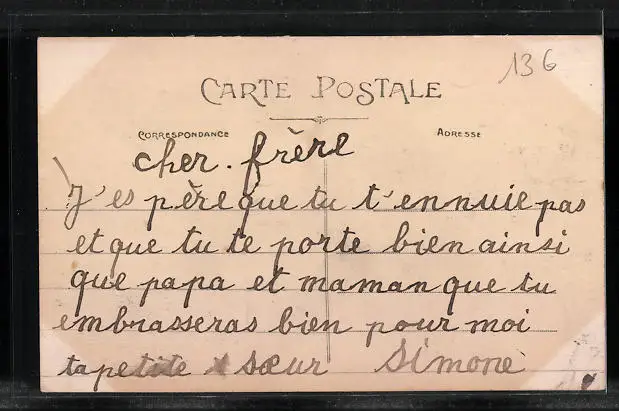 136
CARTE POSTALE
CORRESPONDANCE ADRESSE
cher. frère
J'es père que tu t'ennuie pas
et que tu te porte bien ainsi
que papa et maman que tu
embrasseras bien pour moi
ta petite sœur Simone